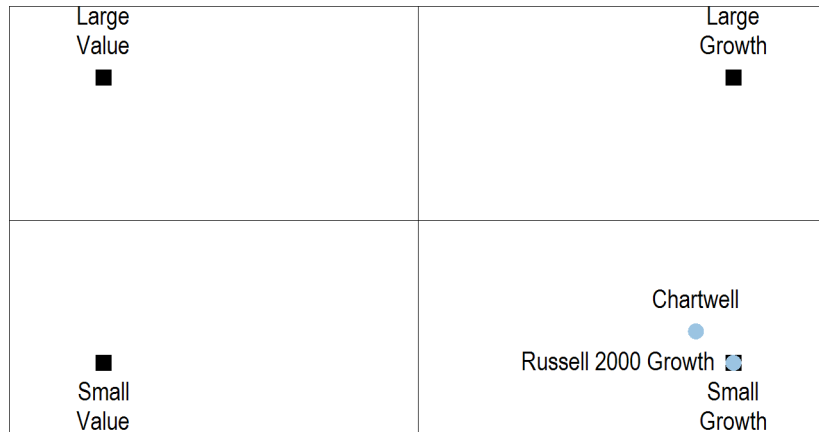 Large
Value
Large
Growth
Chartwell
Russell 2000 Growth
Small
Value
Small
Growth